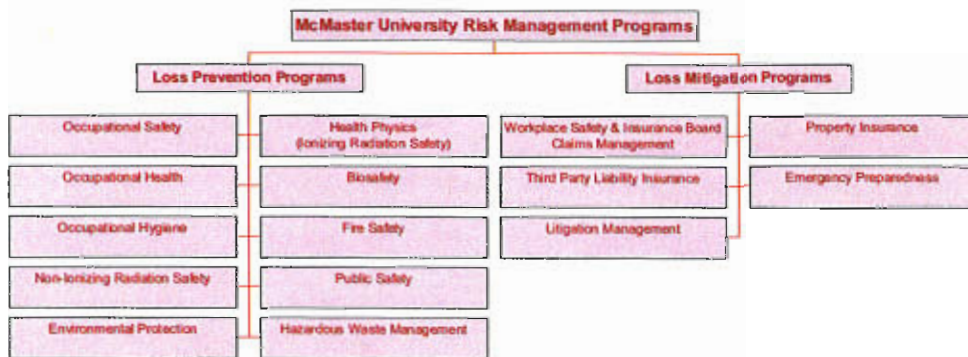 McMaster University Risk Management Programs
Loss Prevention Programs
Loss Mitigation Programs
Occupational Safety
Health Physics
(Ionizing Radiation Safety)
Occupational Health
Biosafety
Occupational Hygiene
Fire Safety
Non-Ionizing Radiation Safety
Public Safety
Environmental Protection
Hazardous Waste Management
Workplace Safety & Insurance Board
Claims Management
Property Insurance
Third Party Liability Insurance
Emergency Preparedness
Litigation Management